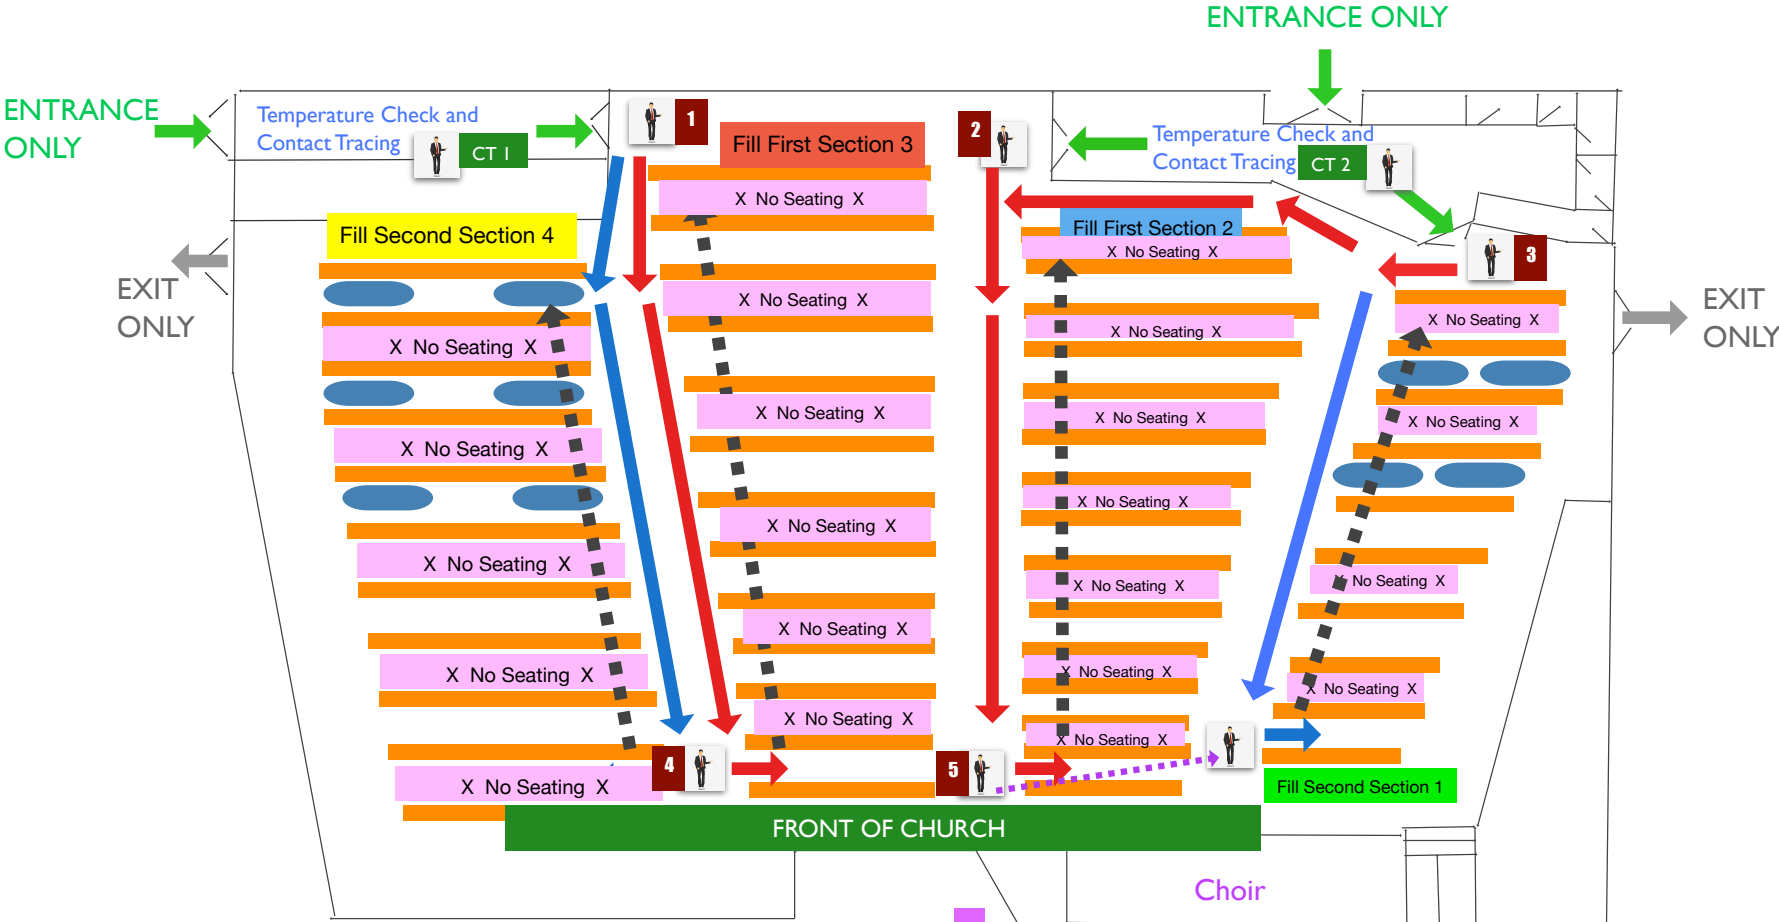 ENTRANCE ONLY
ENTRANCE
ONLY
Temperature Check and
Contact Tracing
CT 1
1
Fill First Section 3
2
Temperature Check and
Contact Tracing
CT 2
3
X No Seating X
Fill Second Section 4
Fill First Section 2
X No Seating X
EXIT
ONLY
EXIT
ONLY
X No Seating X
X No Seating X
X No Seating X
X No Seating X
X No Seating X
X No Seating X
X No Seating X
X No Seating X
X No Seating X
X No Seating X
X No Seating X
X No Seating X
X No Seating X
No Seating X
X No Seating X
X No Seating X
X No Seating X
X No Seating X
X No Seating X
X No Seating X
X No Seating X
4
5
X No Seating X
Fill Second Section 1
FRONT OF CHURCH
Choir